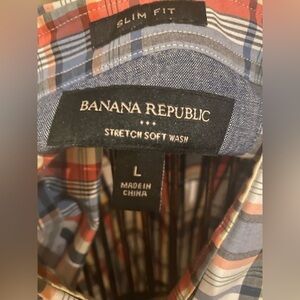 SLIM FIT
BANANA REPUBLIC
STRETCH SOFT WASH
L
MADE IN
CHINA